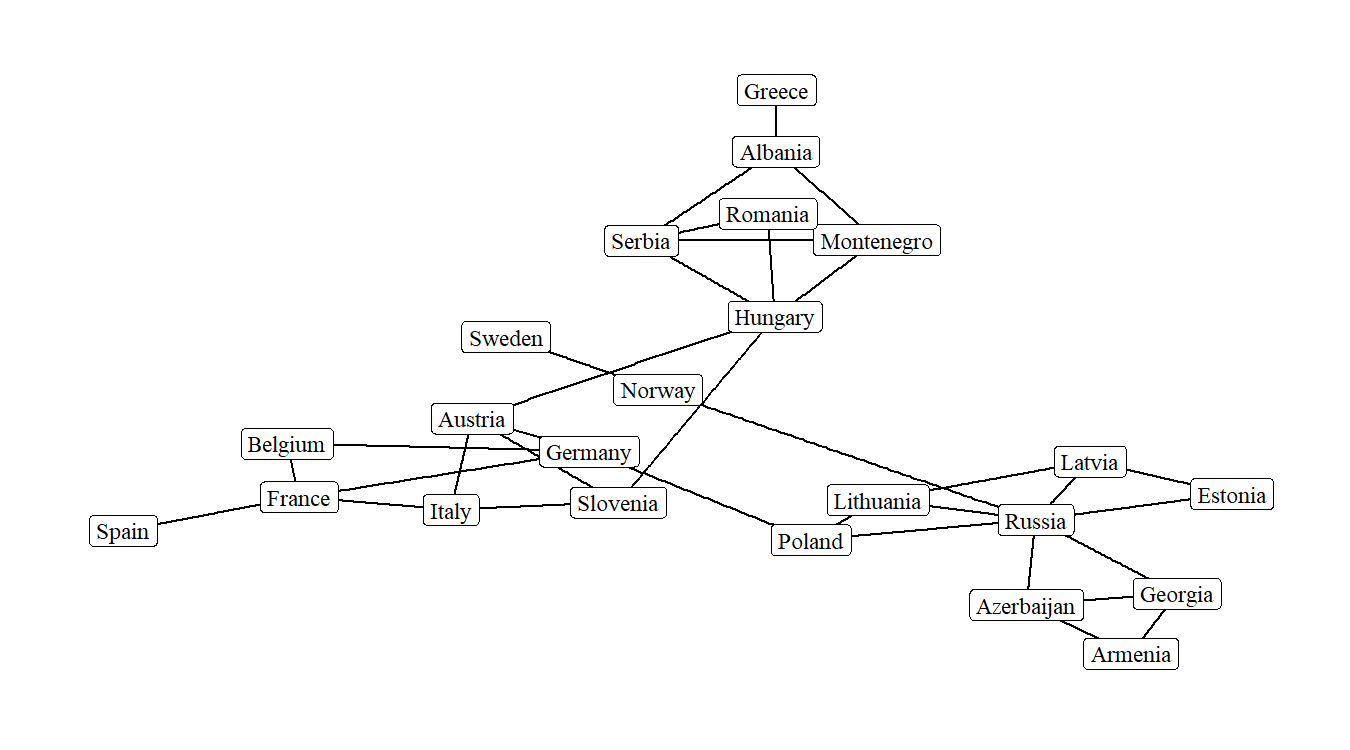 Greece
Albania
Romania
Serbia
Montenegro
Hungary
Sweden
Norway
Austria
Belgium
Germany
Latvia
France
Italy
Slovenia
Lithuania
Estonia
Spain
Poland
Russia
Azerbaijan
Georgia
Armenia